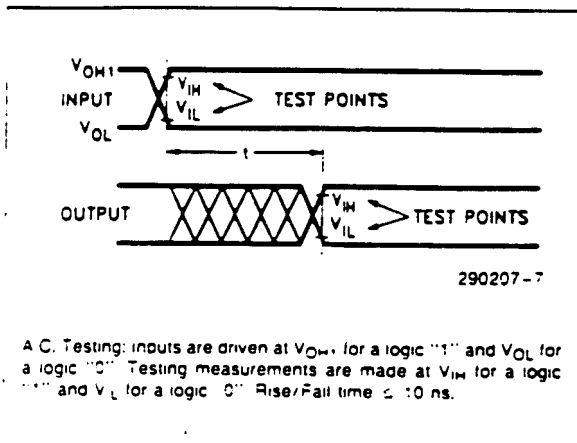 VOH1
INPUT
VOL
VIH
VIL
TEST POINTS
t
OUTPUT
VIH
VIL
TEST POINTS
290207-7
A.C. Testing: Inputs are driven at VOH1 for a logic "1" and VOL for
a logic "0" Testing measurements are made at VIH for a logic
"1" and VIL for a logic "0" Rise/Fall time ≤ 10 ns.